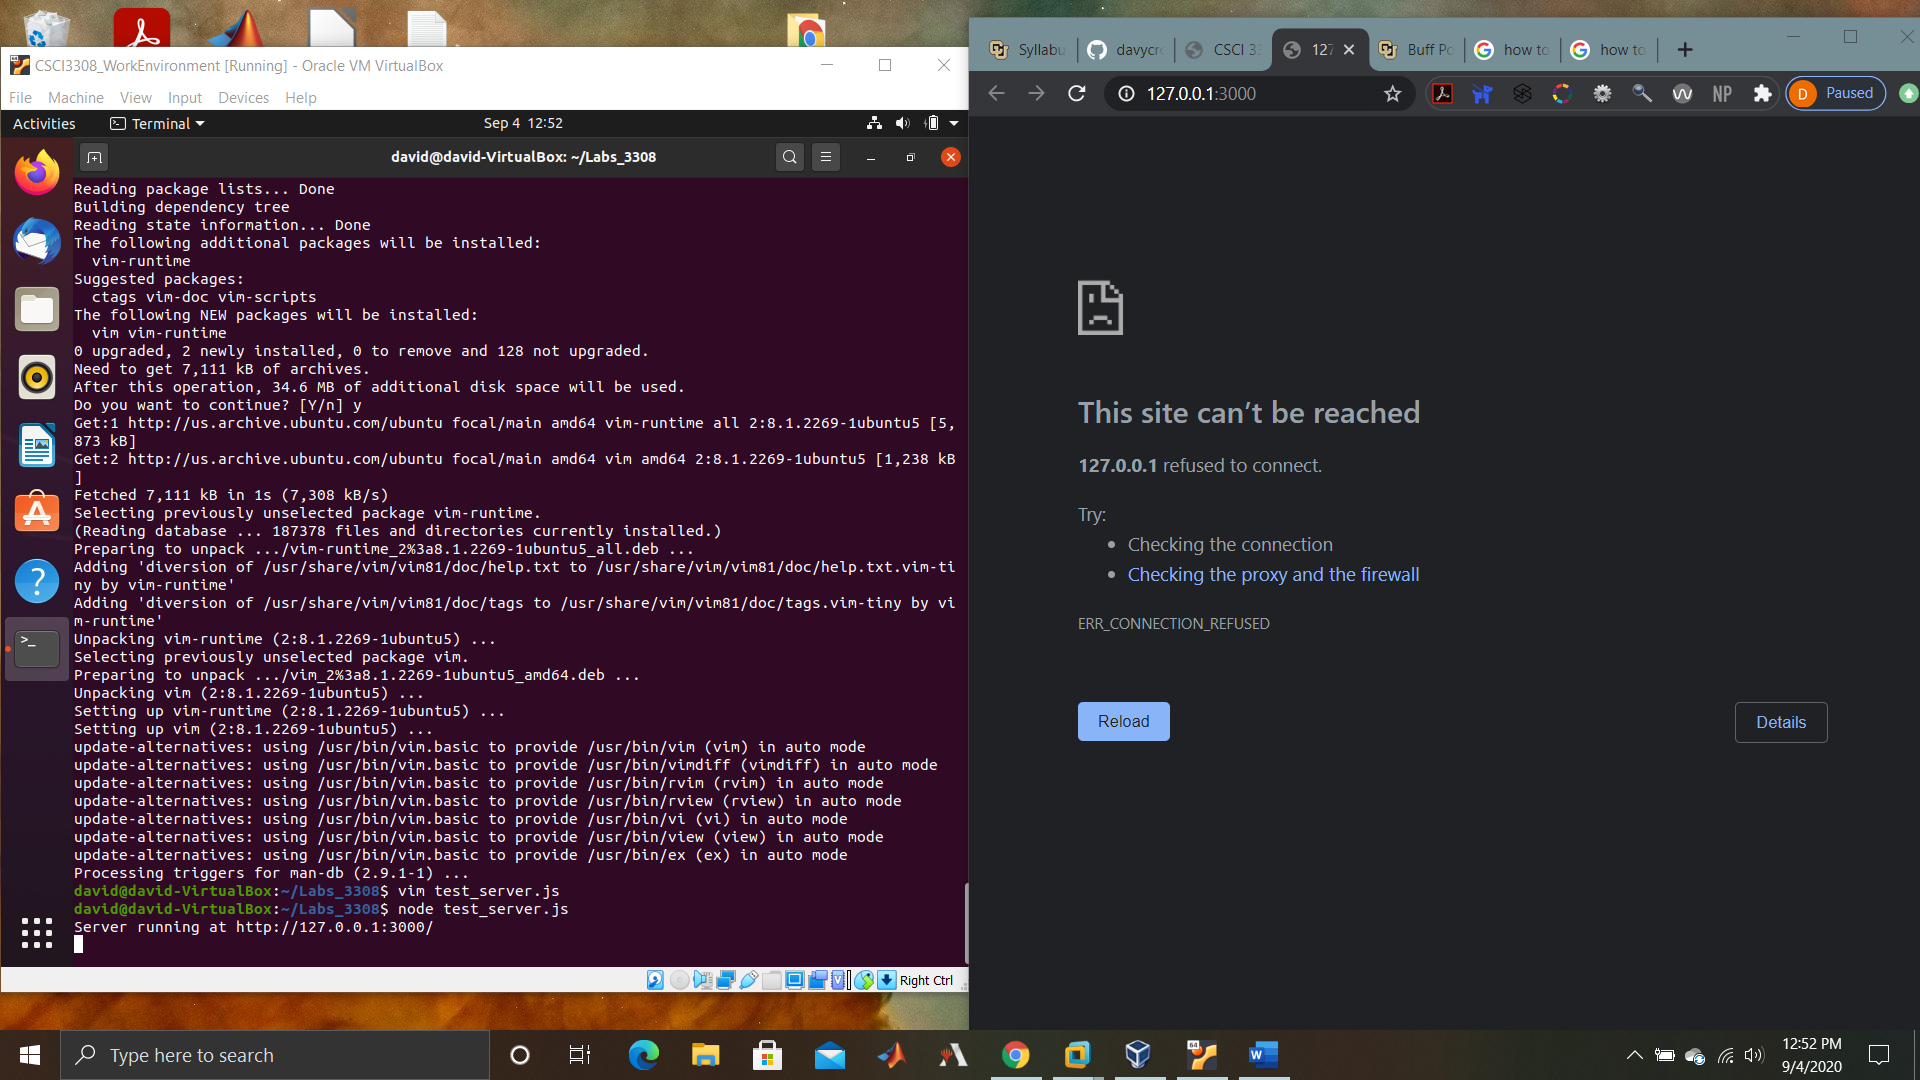 CSCI3308_WorkEnvironment [Running] - Oracle VM VirtualBox
File Machine View Input Devices Help
Activities Terminal Sep 4 12:52
david@david-VirtualBox: ~/Labs_3308
Reading package lists... Done
Building dependency tree
Reading state information... Done
The following additional packages will be installed:
vim-runtime
Suggested packages:
ctags vim-doc vim-scripts
The following NEW packages will be installed:
vim vim-runtime
0 upgraded, 2 newly installed, 0 to remove and 128 not upgraded.
Need to get 7,111 kB of archives.
After this operation, 34.6 MB of additional disk space will be used.
Do you want to continue? [Y/n] y
Get:1 http://us.archive.ubuntu.com/ubuntu focal/main amd64 vim-runtime all 2:8.1.2269-1ubuntu5 [5,
873 kB]
Get:2 http://us.archive.ubuntu.com/ubuntu focal/main amd64 vim amd64 2:8.1.2269-1ubuntu5 [1,238 kB
]
Fetched 7,111 kB in 1s (7,308 kB/s)
Selecting previously unselected package vim-runtime.
(Reading database ... 187378 files and directories currently installed.)
Preparing to unpack .../vim-runtime_2%3a8.1.2269-1ubuntu5_all.deb ...
Adding 'diversion of /usr/share/vim/vim81/doc/help.txt to /usr/share/vim/vim81/doc/help.txt.vim-ti
ny by vim-runtime'
Adding 'diversion of /usr/share/vim/vim81/doc/tags to /usr/share/vim/vim81/doc/tags.vim-tiny by vi
m-runtime'
Unpacking vim-runtime (2:8.1.2269-1ubuntu5) ...
Selecting previously unselected package vim.
Preparing to unpack .../vim_2%3a8.1.2269-1ubuntu5_amd64.deb ...
Unpacking vim (2:8.1.2269-1ubuntu5) ...
Setting up vim-runtime (2:8.1.2269-1ubuntu5) ...
Setting up vim (2:8.1.2269-1ubuntu5) ...
update-alternatives: using /usr/bin/vim.basic to provide /usr/bin/vim (vim) in auto mode
update-alternatives: using /usr/bin/vim.basic to provide /usr/bin/vimdiff (vimdiff) in auto mode
update-alternatives: using /usr/bin/vim.basic to provide /usr/bin/rvim (rvim) in auto mode
update-alternatives: using /usr/bin/vim.basic to provide /usr/bin/rview (rview) in auto mode
update-alternatives: using /usr/bin/vim.basic to provide /usr/bin/vi (vi) in auto mode
update-alternatives: using /usr/bin/vim.basic to provide /usr/bin/view (view) in auto mode
update-alternatives: using /usr/bin/vim.basic to provide /usr/bin/ex (ex) in auto mode
Processing triggers for man-db (2.9.1-1) ...
david@david-VirtualBox:~/Labs_3308$ vim test_server.js
david@david-VirtualBox:~/Labs_3308$ node test_server.js
Server running at http://127.0.0.1:3000/
Right Ctrl
Syllabu davycr CSCI 33 127 Buff Po how to how to
127.0.0.1:3000
NP
D Paused
This site can’t be reached
127.0.0.1 refused to connect.
Try:
• Checking the connection
• Checking the proxy and the firewall
ERR_CONNECTION_REFUSED
Reload
Details
Type here to search
12:52 PM
9/4/2020